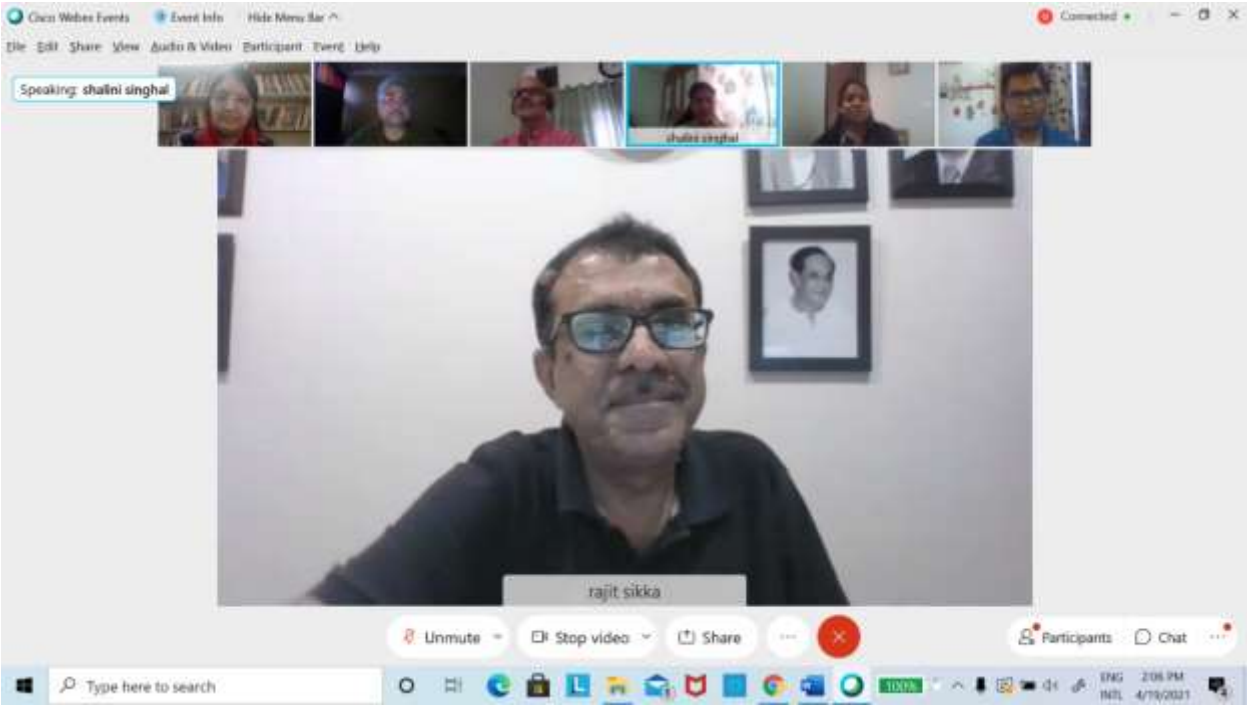 Cisco Webex Events Event Info Hide Menu Bar Connected
File Edit Share View Audio & Video Participant Event Help
Speaking: shalini singhal
shalini singhal
rajit sikka
Unmute Stop video Share Participants Chat
Type here to search
L
W
100%
ENG 2:06 PM
INTL 4/19/2021